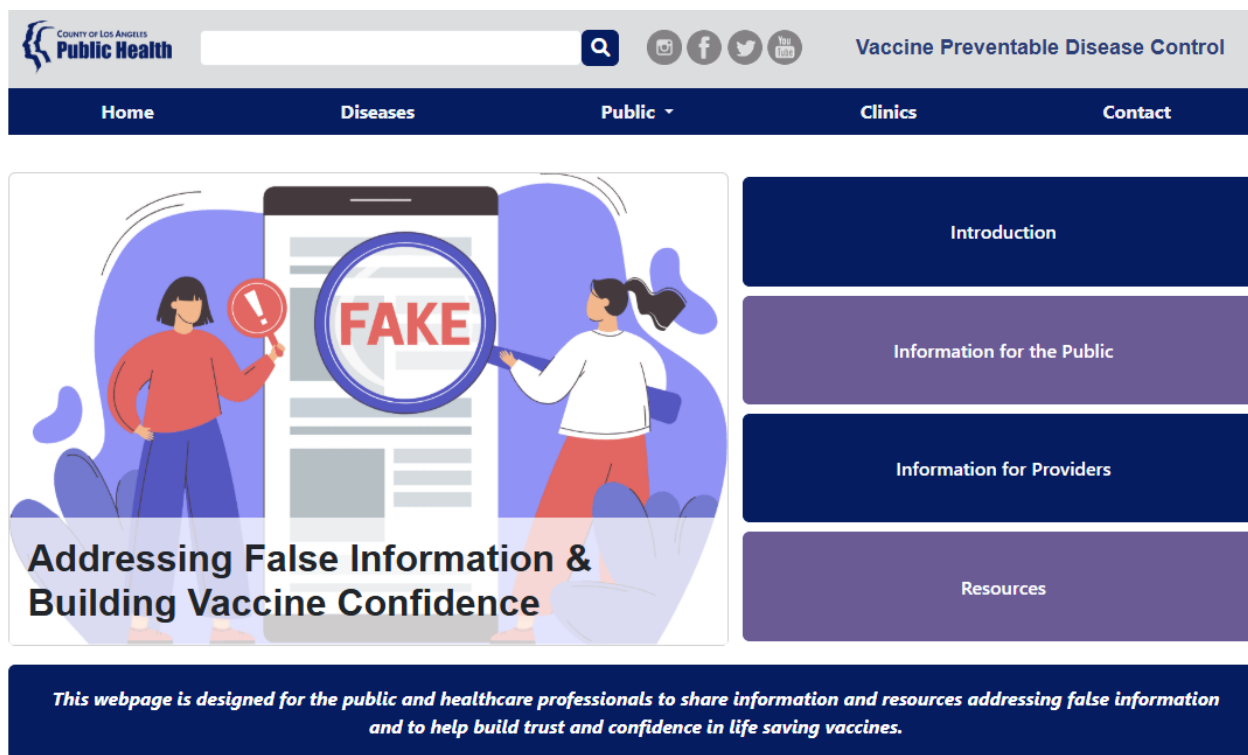 County of Los Angeles
Public Health
You
Tube
Vaccine Preventable Disease Control
Home
Diseases
Public
Clinics
Contact
FAKE
!
Addressing False Information &
Building Vaccine Confidence
Introduction
Information for the Public
Information for Providers
Resources
This webpage is designed for the public and healthcare professionals to share information and resources addressing false information
and to help build trust and confidence in life saving vaccines.